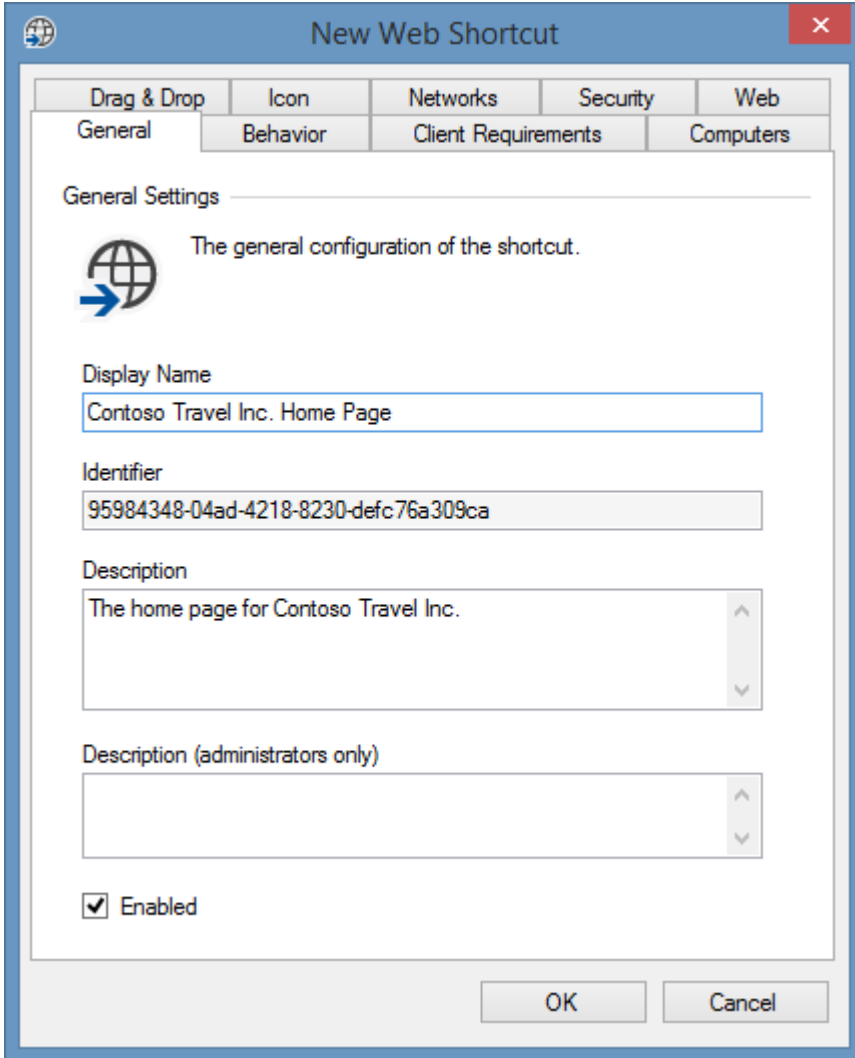 New Web Shortcut
Drag & Drop Icon Networks Security Web
General Behavior Client Requirements Computers
General Settings
The general configuration of the shortcut.
Display Name
Contoso Travel Inc. Home Page
Identifier
95984348-04ad-4218-8230-defc76a309ca
Description
The home page for Contoso Travel Inc.
Description (administrators only)
Enabled
OK Cancel